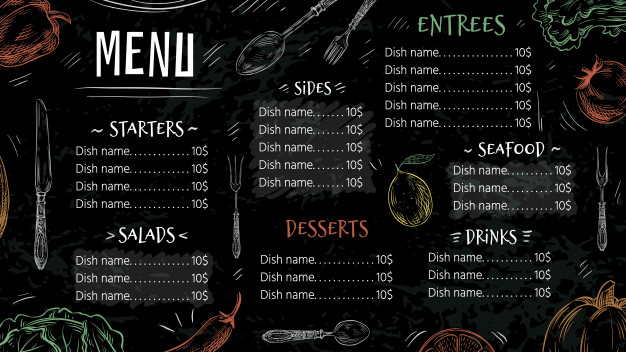 MENU
~ STARTERS ~
Dish name............. 10$
Dish name............. 10$
Dish name............. 10$
Dish name............. 10$
>SALADS<
Dish name............. 10$
Dish name............. 10$
Dish name............. 10$
SiDES
Dish name....... 10$
Dish name....... 10$
Dish name....... 10$
Dish name....... 10$
Dish name....... 10$
DESSERTS
Dish name............. 10$
Dish name............. 10$
Dish name............. 10$
ENTREES
Dish name................ 10$
Dish name................ 10$
Dish name................ 10$
Dish name................ 10$
Dish name................ 10$
~ SEAFOOD ~
Dish name.......... 10$
Dish name.......... 10$
Dish name.......... 10$
DRiNKS
Dish name........... 10$
Dish name........... 10$
Dish name........... 10$